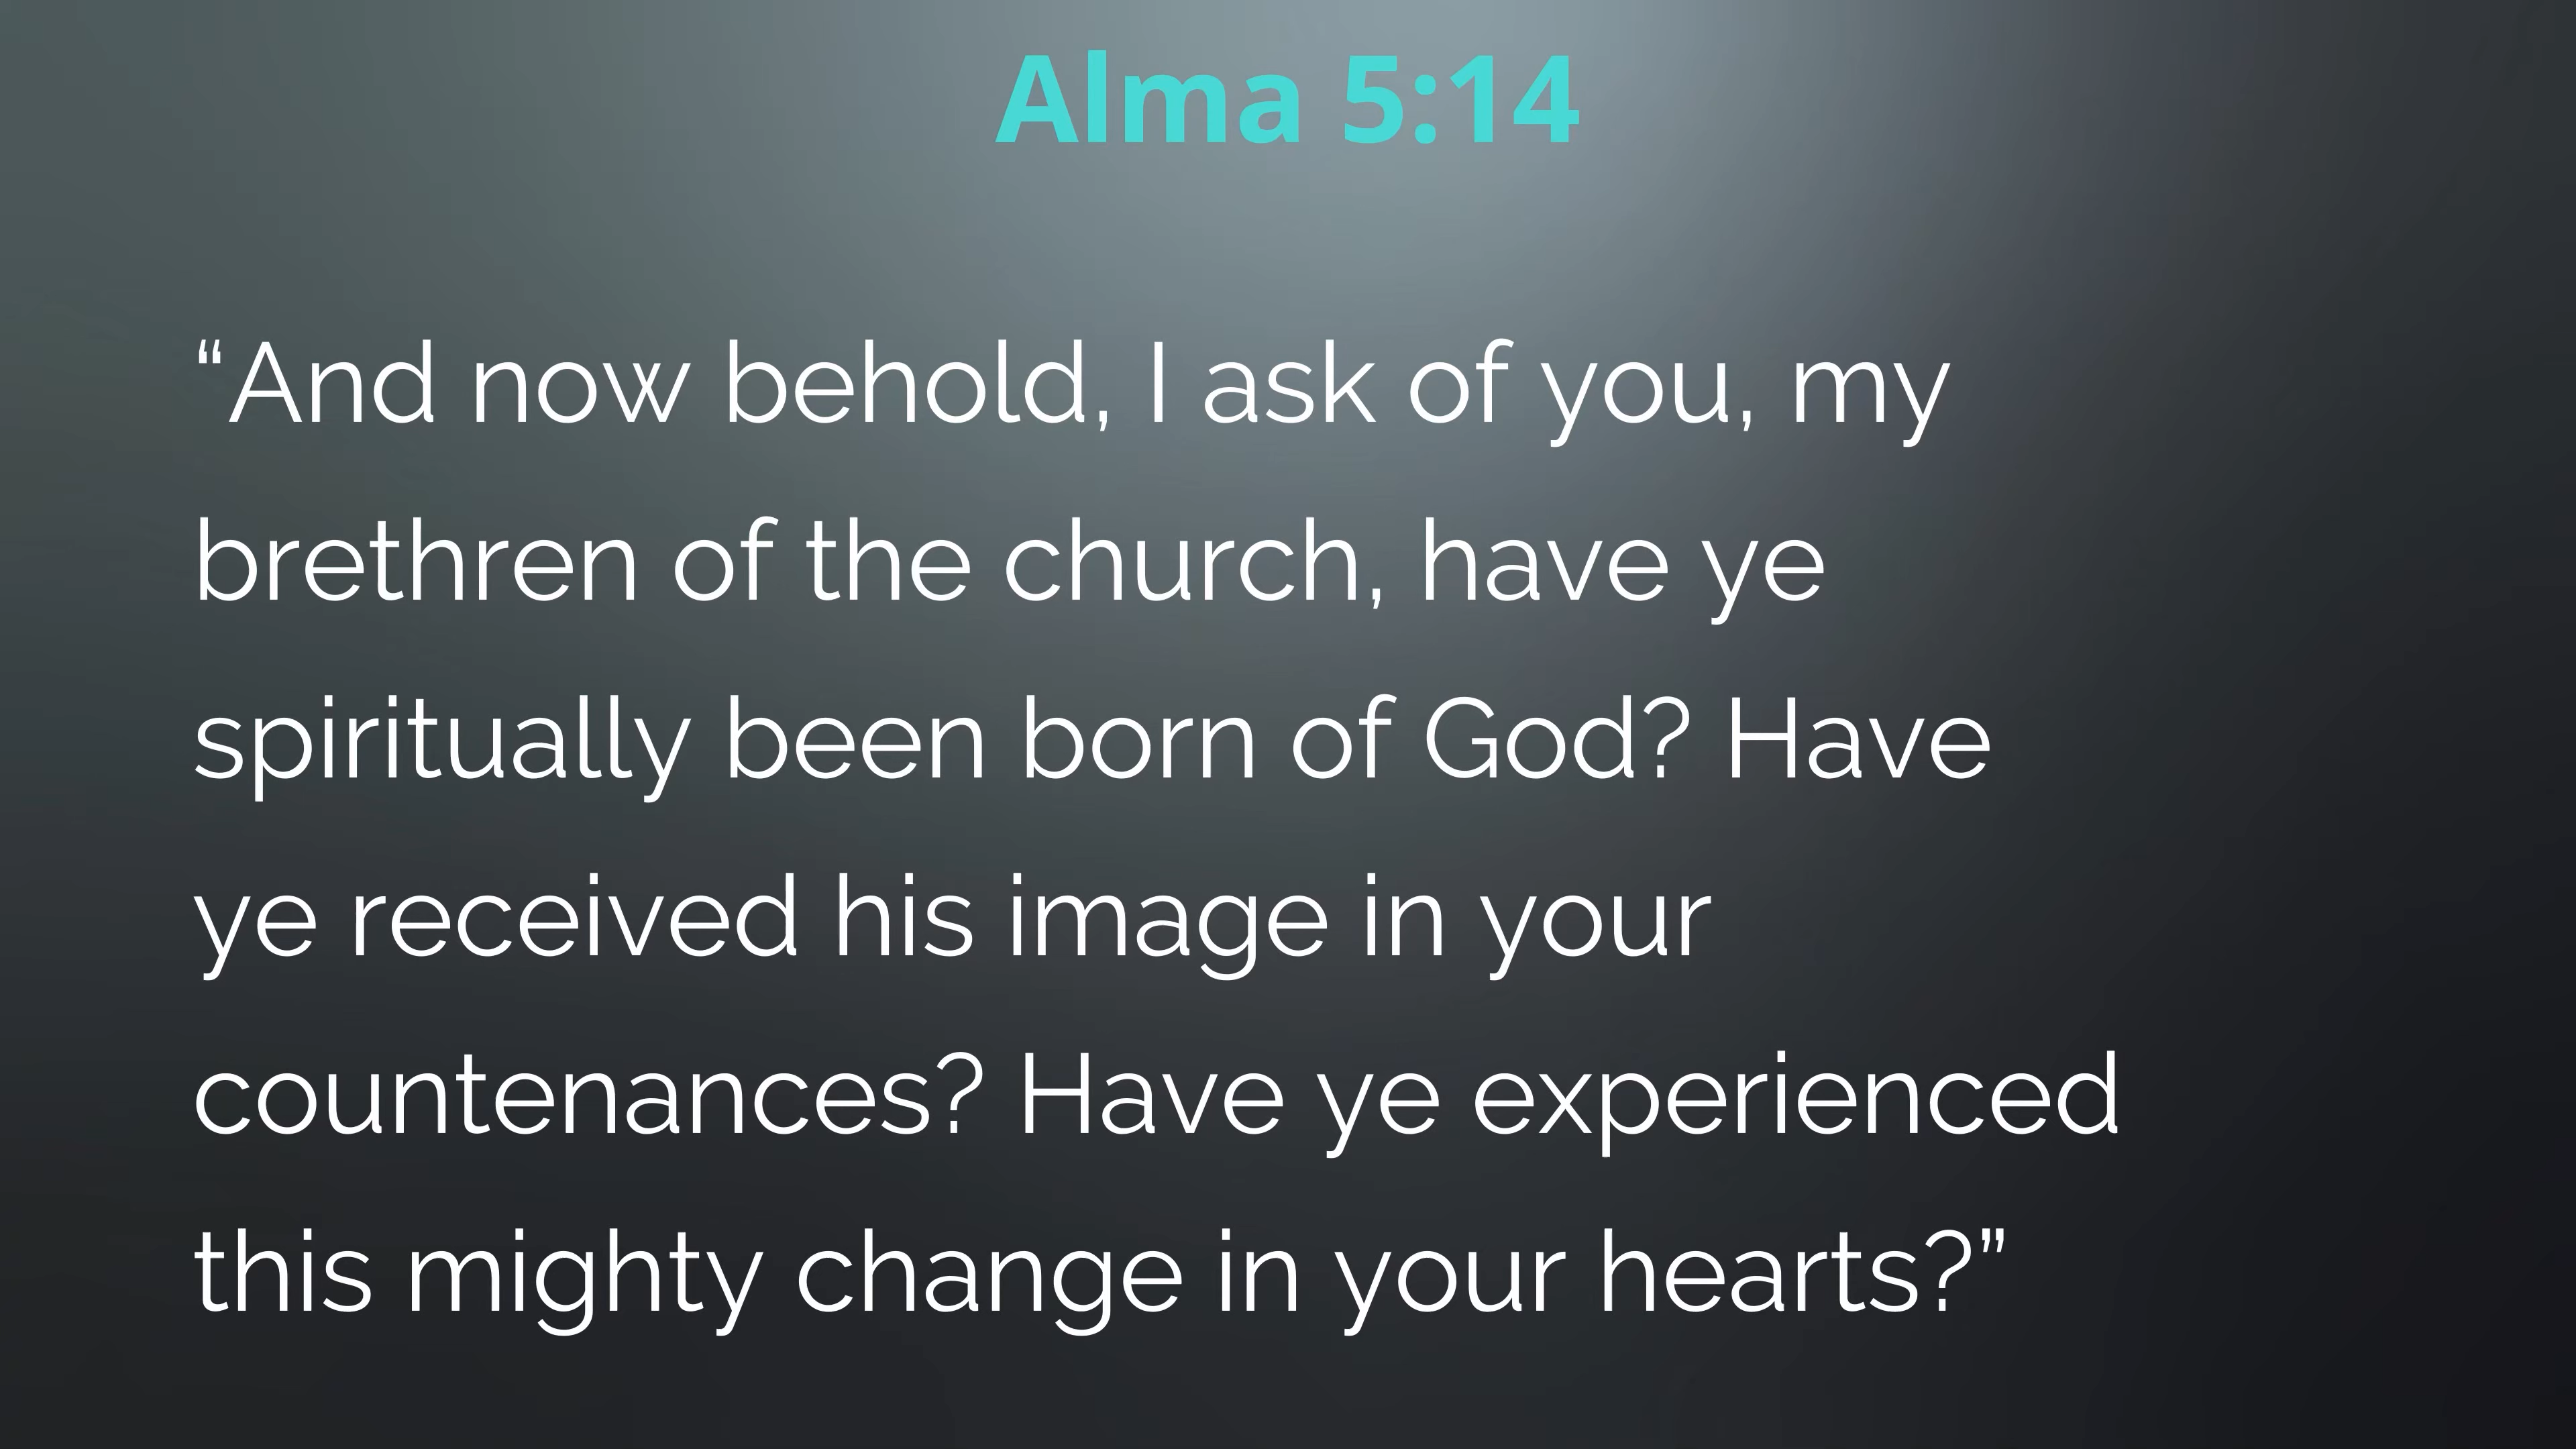 Alma 5:14
“And now behold, I ask of you, my
brethren of the church, have ye
spiritually been born of God? Have
ye received his image in your
countenances? Have ye experienced
this mighty change in your hearts?”